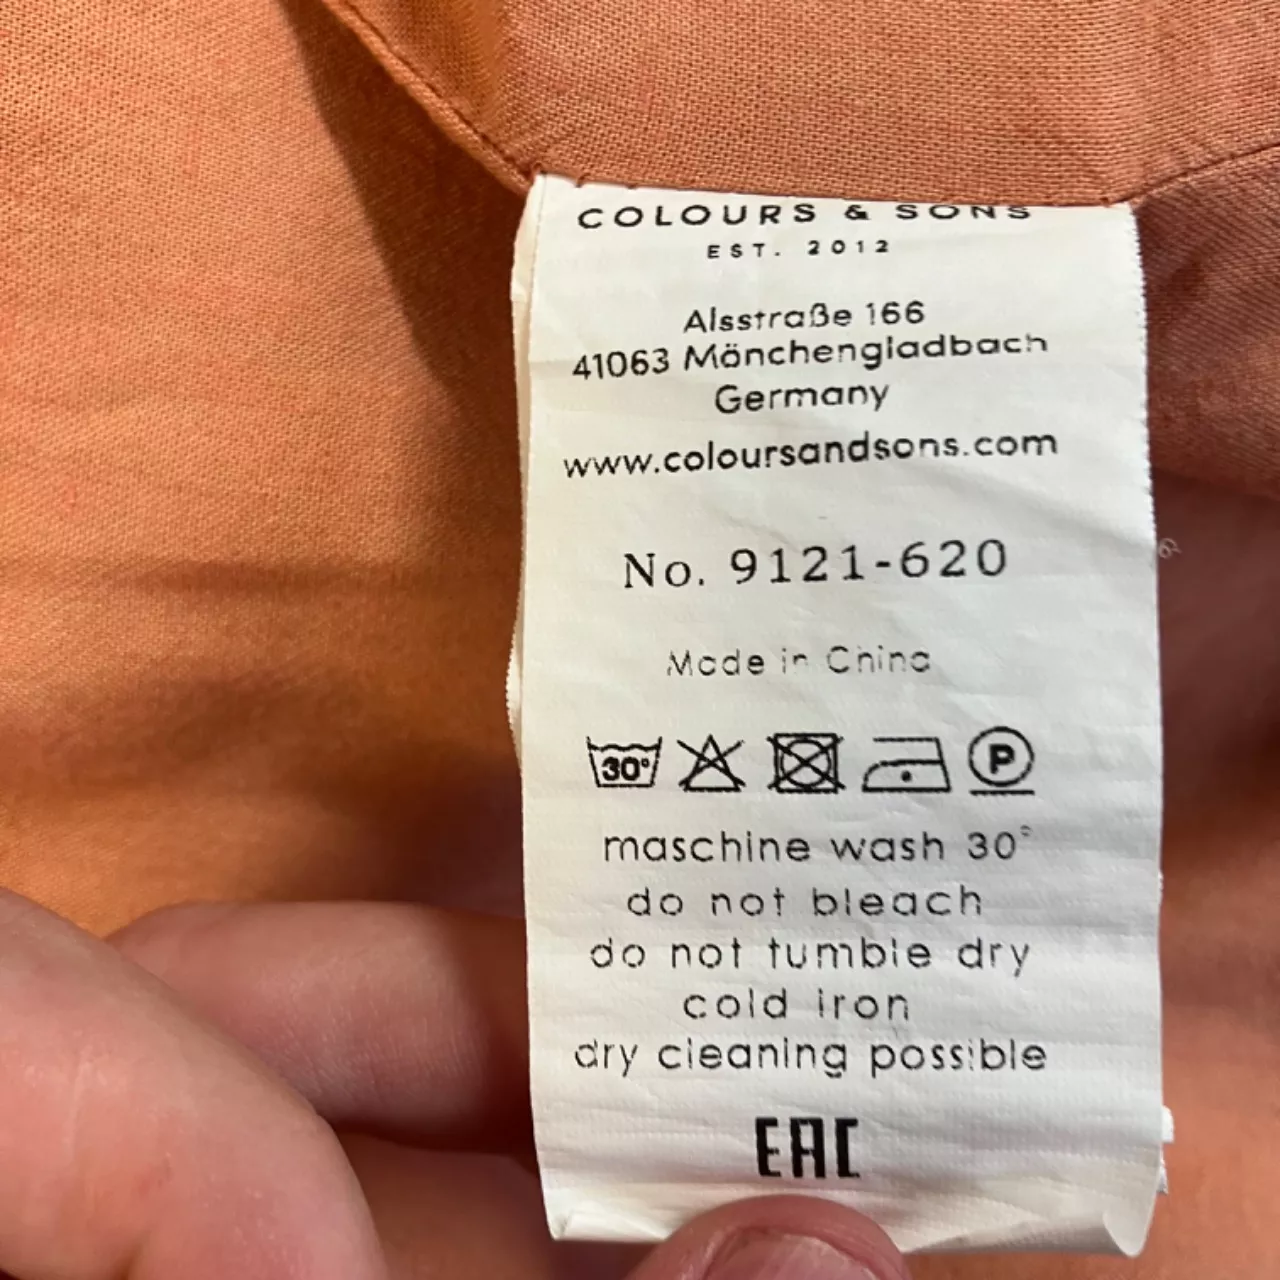 COLOURS & SONS
EST. 2012
Alsstraße 166
41063 Mönchengladbach
Germany
www.coloursandsons.com
No. 9121-620
Made in China
30°
P
maschine wash 30°
do not bleach
do not tumble dry
cold iron
dry cleaning possible
EAC